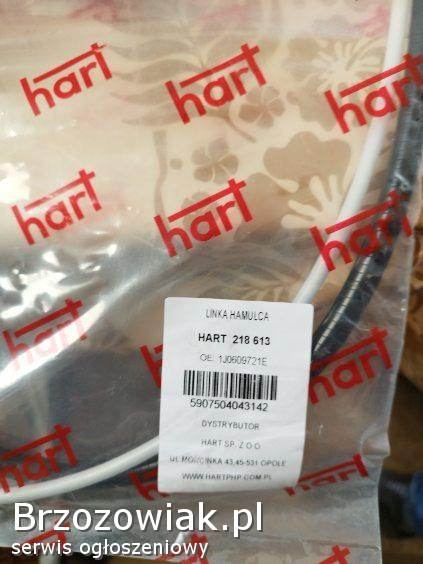 hart
hart
hart
hart
hart
hart
hart
hart
hart
hart
LINKA HAMULCA
HART 218 613
OE: 1J0609721E
5907504043142
DYSTRYBUTOR
HART SP. Z O.O
UL.MORCINKA 43,45-531 OPOLE
WWW.HARTPHP.COM.PL
Brzozowiak.pl
serwis ogłoszeniowy